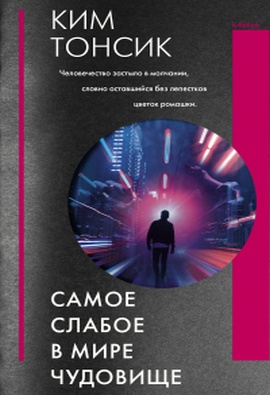 КИМ
ТОНСИК
Человечество застыло в молчании,
словно оставшийся без лепестков
цветок ромашки.
САМОЕ
СЛАБОЕ
В МИРЕ
ЧУДОВИЩЕ